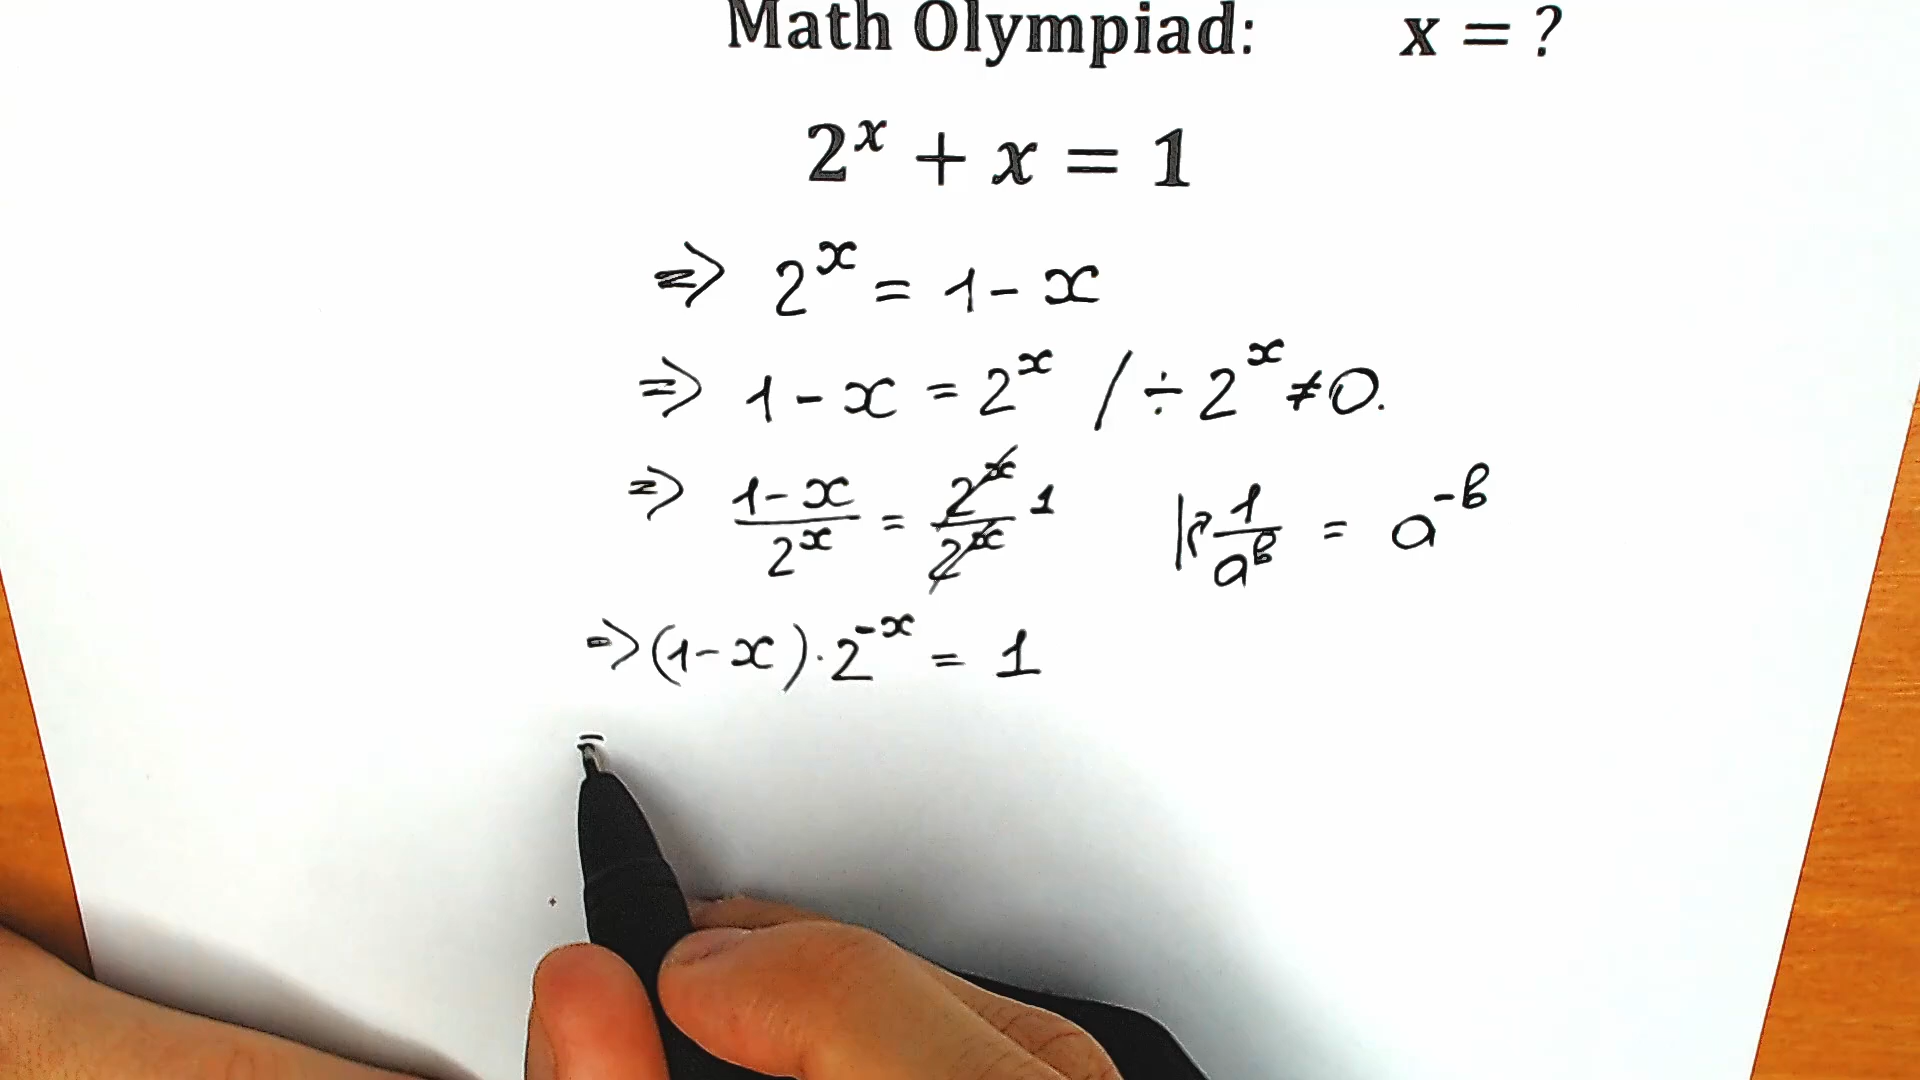 Math Olympiad: x = ?
2^x + x = 1
=> 2^x = 1 - x
=> 1 - x = 2^x / ÷ 2^x ≠ 0.
=> (1-x)/(2^x) = (2^x)/(2^x) 1 | 1/(a^b) = a^(-b)
=> (1-x)·2^(-x) = 1
=